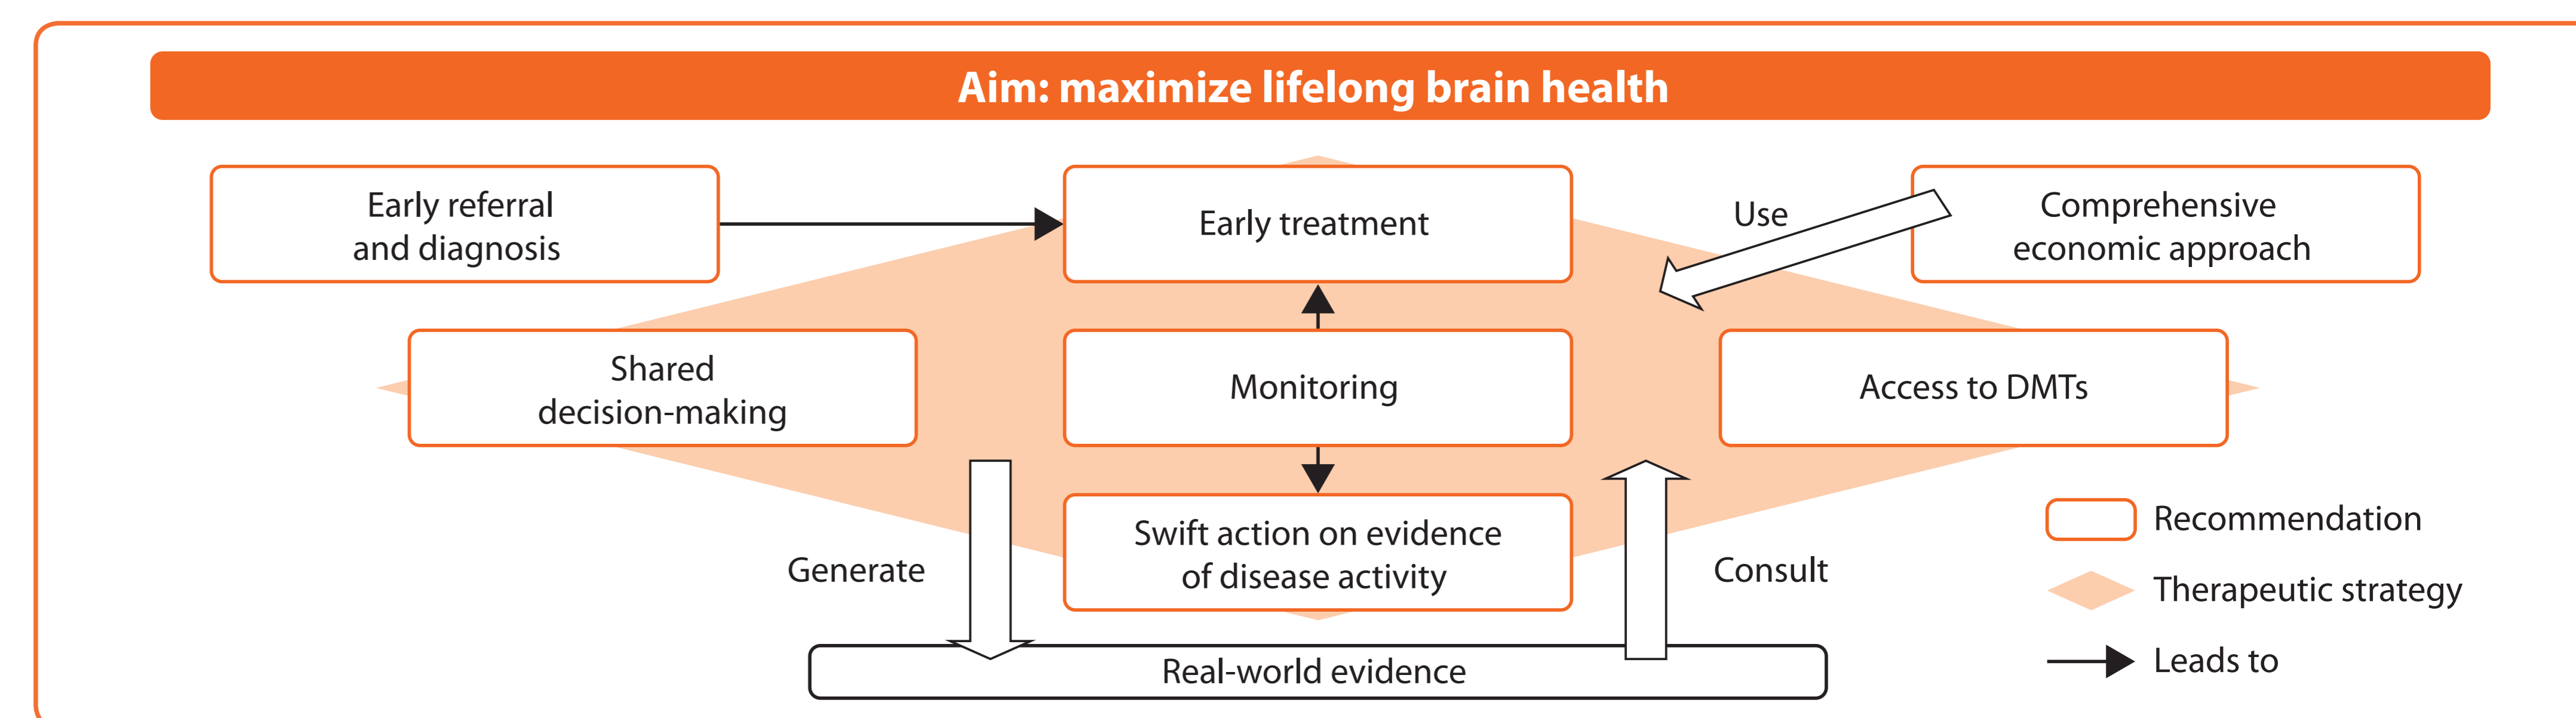 Aim: maximize lifelong brain health
Early referral
and diagnosis
Early treatment
Use
Comprehensive
economic approach
Shared
decision-making
Monitoring
Access to DMTs
Swift action on evidence
of disease activity
Generate
Consult
Real-world evidence
Recommendation
Therapeutic strategy
Leads to